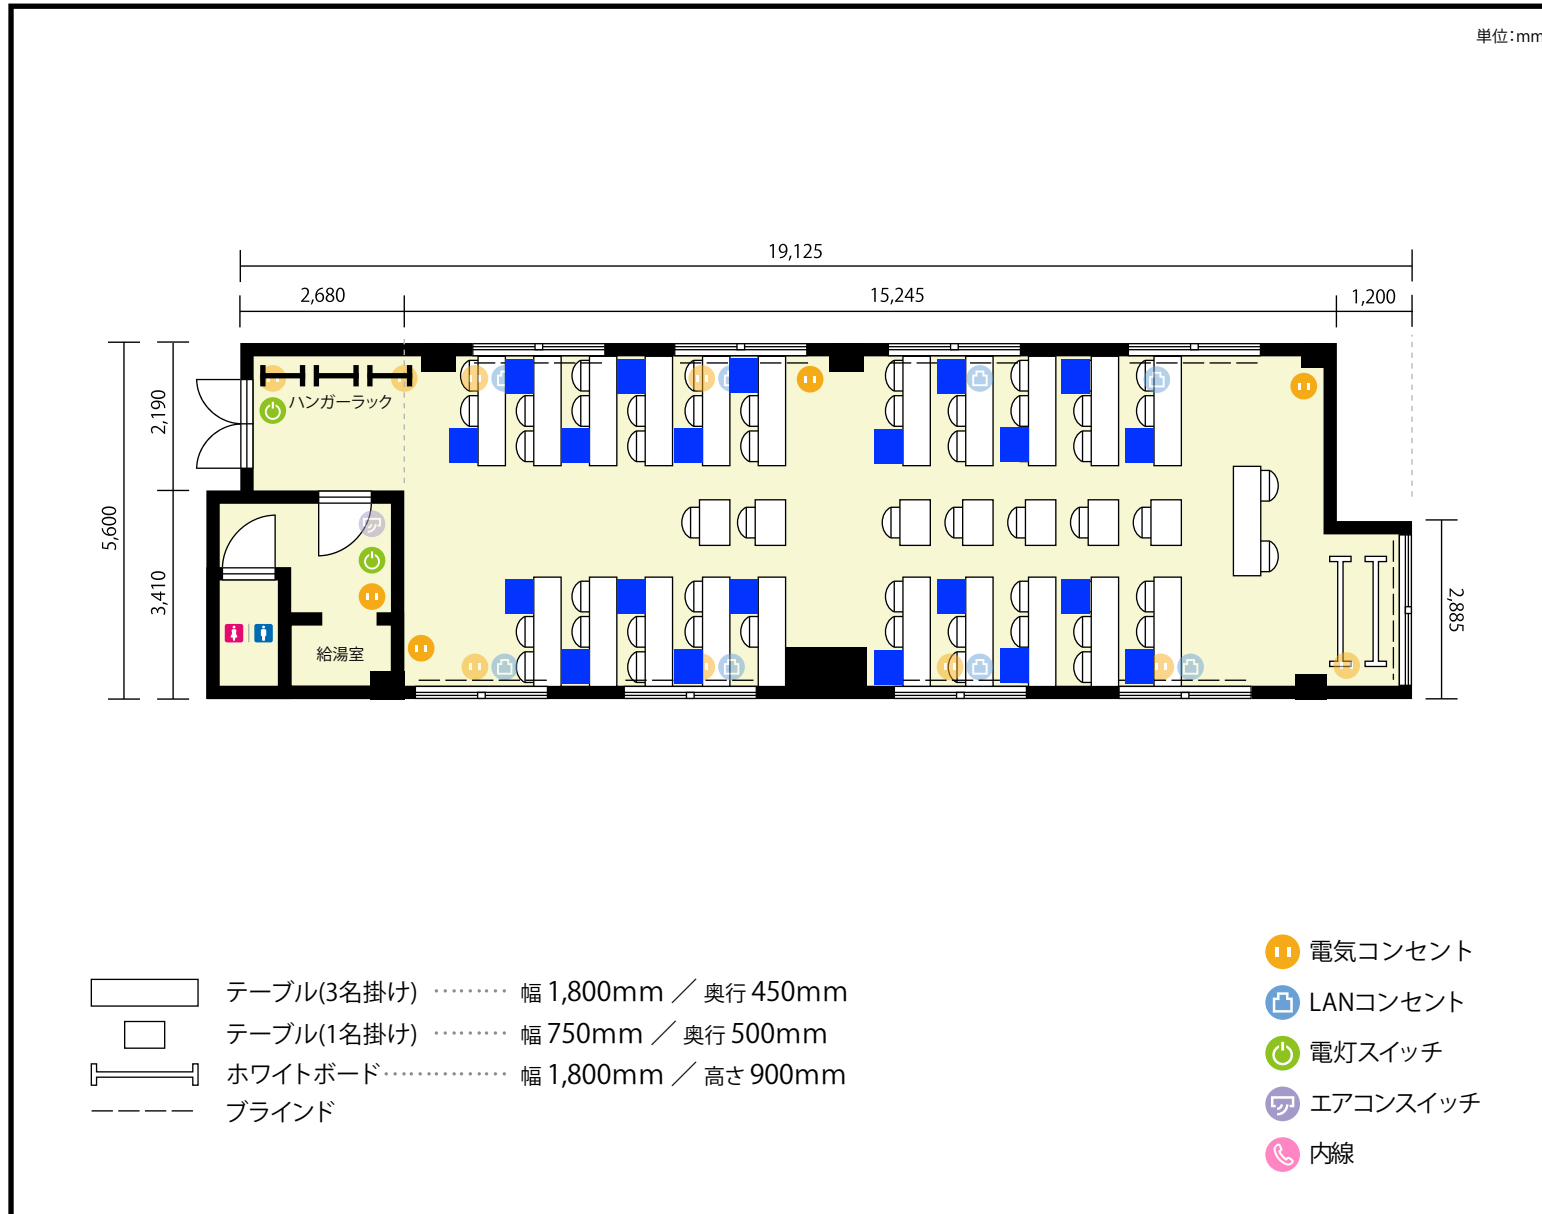 単位:mm
19,125
2,680
15,245
1,200
2,190
ハンガーラック
5,600
3,410
給湯室
2,885
テーブル(3名掛け) ········· 幅 1,800mm ／ 奥行 450mm
テーブル(1名掛け) ········· 幅 750mm ／ 奥行 500mm
ホワイトボード··············· 幅 1,800mm ／ 高さ 900mm
ブラインド
電気コンセント
LANコンセント
電灯スイッチ
エアコンスイッチ
内線